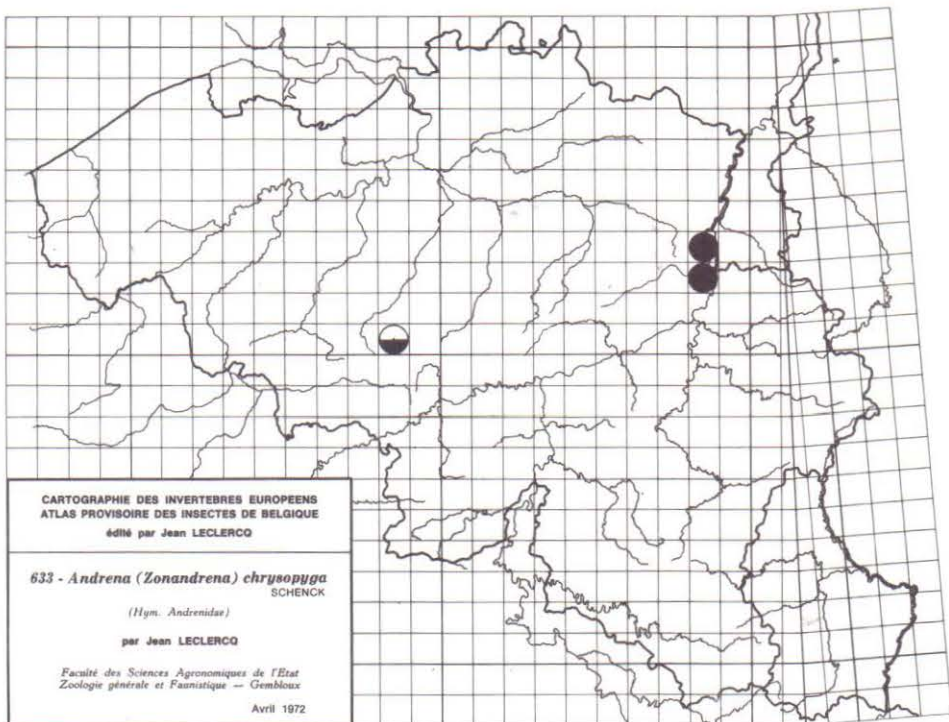 CARTOGRAPHIE DES INVERTEBRES EUROPEENS
ATLAS PROVISOIRE DES INSECTES DE BELGIQUE
édité par Jean LECLERCQ
633 - Andrena (Zonandrena) chrysopyga
SCHENCK
(Hym. Andrenidae)
par Jean LECLERCQ
Faculté des Sciences Agronomiques de l'Etat
Zoologie générale et Faunistique — Gembloux
Avril 1972